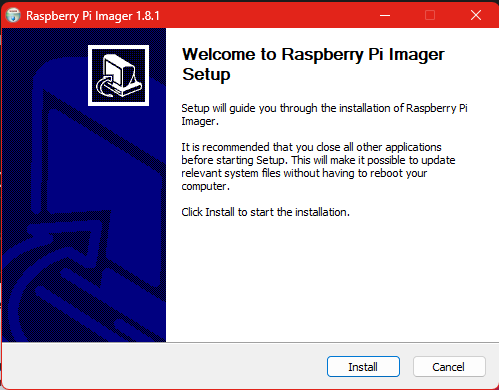 Raspberry Pi Imager 1.8.1
Welcome to Raspberry Pi Imager
Setup
Setup will guide you through the installation of Raspberry Pi
Imager.
It is recommended that you close all other applications
before starting Setup. This will make it possible to update
relevant system files without having to reboot your
computer.
Click Install to start the installation.
Install
Cancel